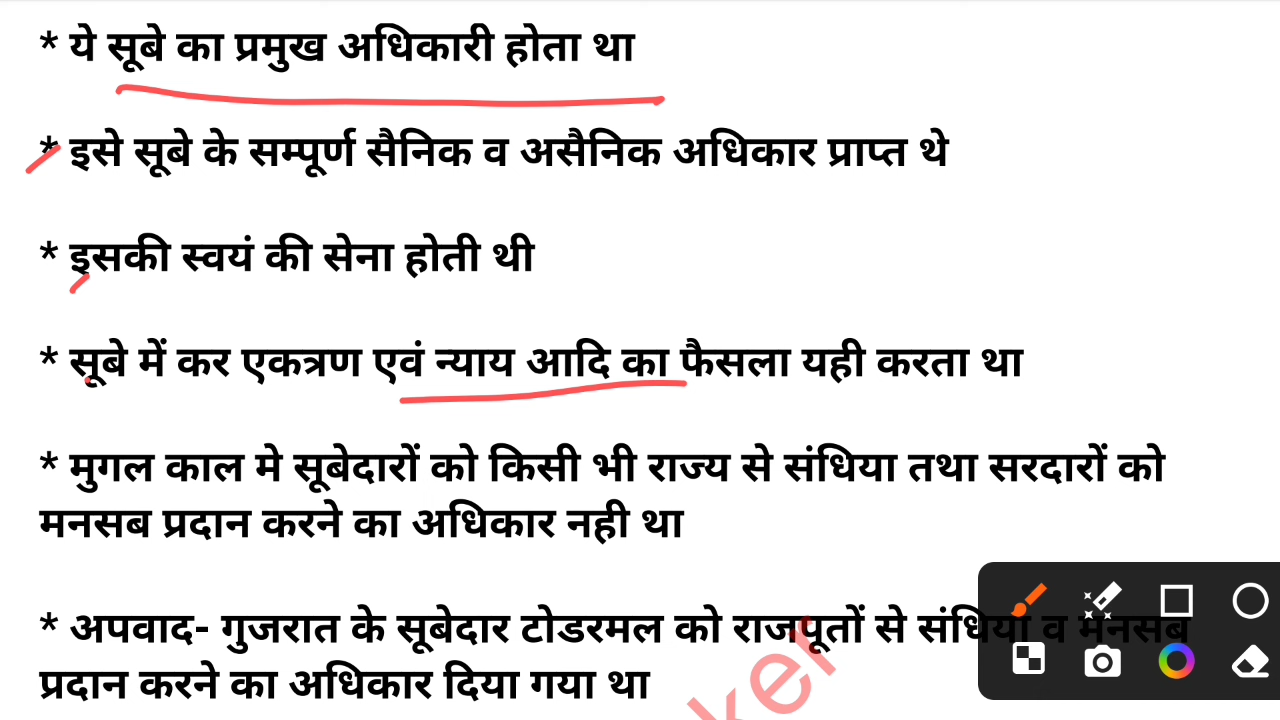 * ये सूबे का प्रमुख अधिकारी होता था
* इसे सूबे के सम्पूर्ण सैनिक व असैनिक अधिकार प्राप्त थे
* इसकी स्वयं की सेना होती थी
* सूबे में कर एकत्रण एवं न्याय आदि का फैसला यही करता था
* मुगल काल मे सूबेदारों को किसी भी राज्य से संधिया तथा सरदारों को
मनसब प्रदान करने का अधिकार नही था
* अपवाद- गुजरात के सूबेदार टोडरमल को राजपूतों से संधिया व मनसब
प्रदान करने का अधिकार दिया गया था
ker